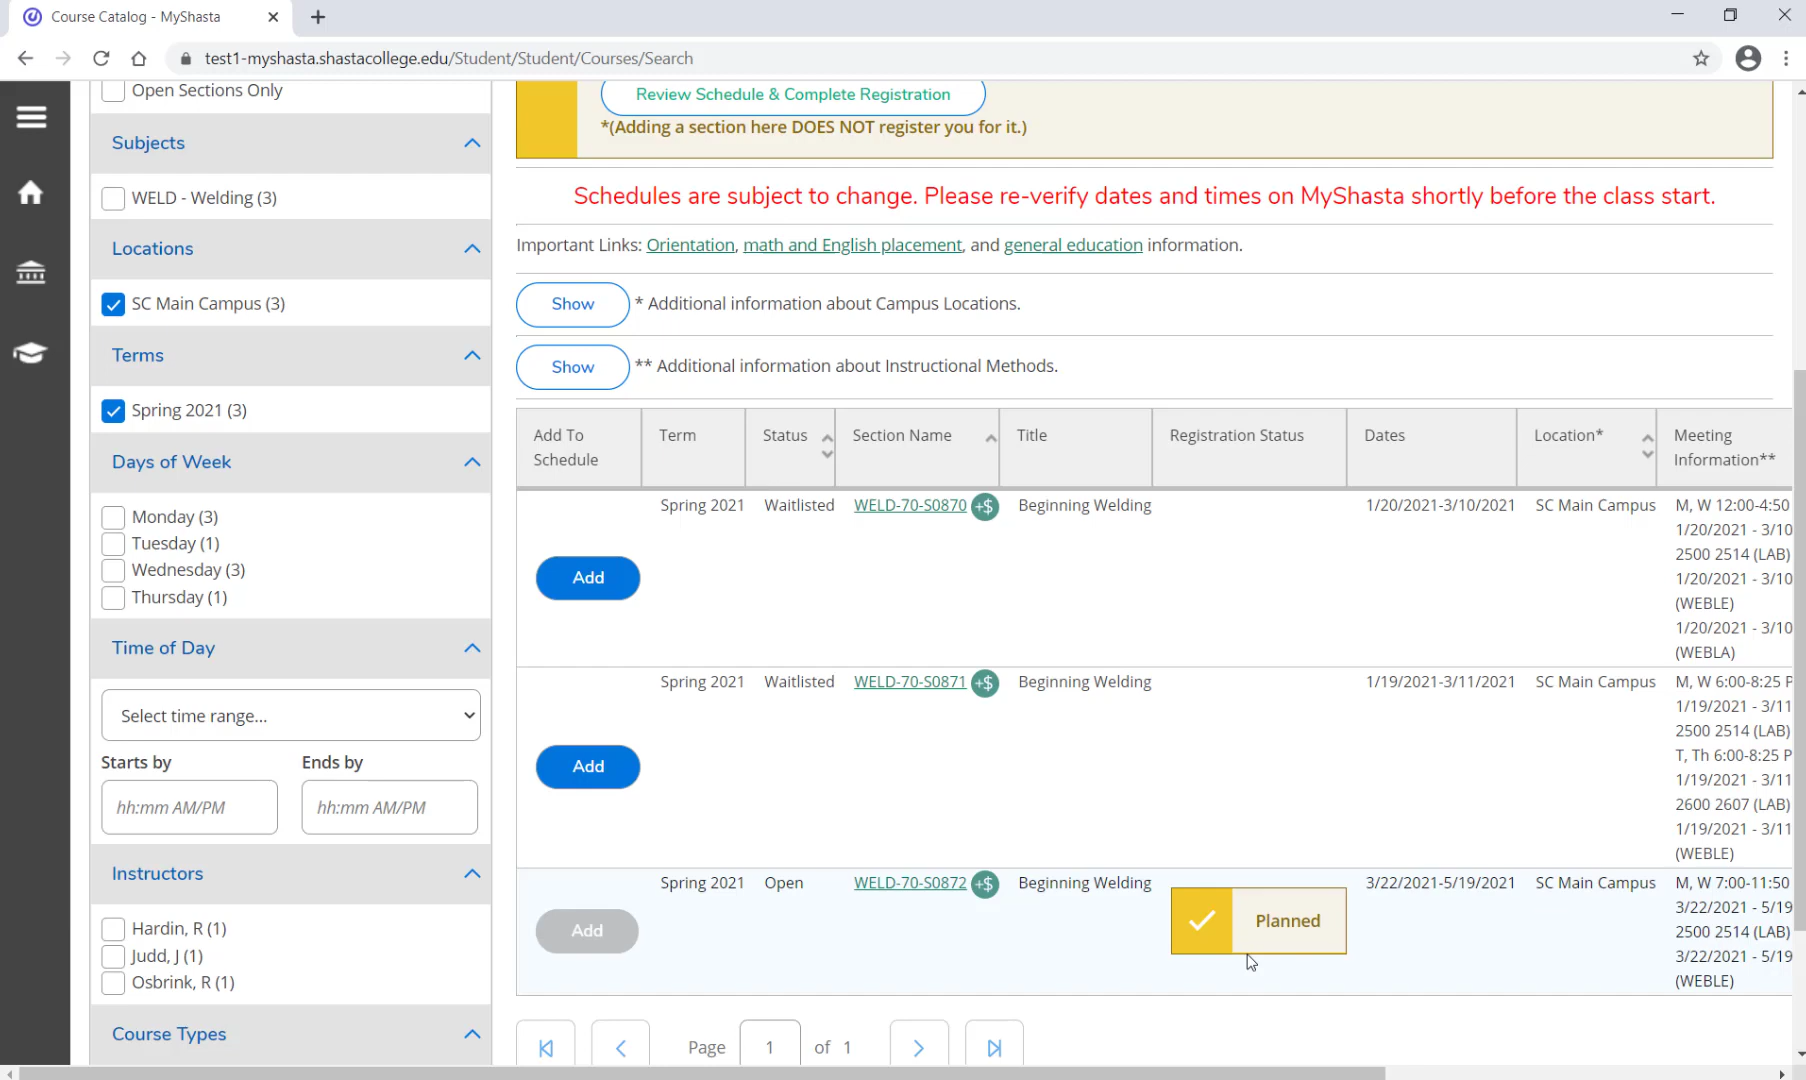 Course Catalog - MyShasta
test1-myshasta.shastacollege.edu/Student/Student/Courses/Search
Open Sections Only
Subjects
WELD - Welding (3)
Locations
SC Main Campus (3)
Terms
Spring 2021 (3)
Days of Week
Monday (3)
Tuesday (1)
Wednesday (3)
Thursday (1)
Time of Day
Select time range...
Starts by Ends by
hh:mm AM/PM hh:mm AM/PM
Instructors
Hardin, R (1)
Judd, J (1)
Osbrink, R (1)
Course Types
Review Schedule & Complete Registration
*(Adding a section here DOES NOT register you for it.)
Schedules are subject to change. Please re-verify dates and times on MyShasta shortly before the class start.
Important Links: Orientation, math and English placement, and general education information.
Show * Additional information about Campus Locations.
Show ** Additional information about Instructional Methods.
Add To Schedule Term Status Section Name Title Registration Status Dates Location* Meeting Information**
Spring 2021 Waitlisted WELD-70-S0870 +$ Beginning Welding 1/20/2021-3/10/2021 SC Main Campus M, W 12:00-4:50
1/20/2021 - 3/10
2500 2514 (LAB)
Add 1/20/2021 - 3/10
(WEBLE)
1/20/2021 - 3/10
(WEBLA)
Spring 2021 Waitlisted WELD-70-S0871 +$ Beginning Welding 1/19/2021-3/11/2021 SC Main Campus M, W 6:00-8:25 P
1/19/2021 - 3/11
2500 2514 (LAB)
T, Th 6:00-8:25 P
Add 1/19/2021 - 3/11
2600 2607 (LAB)
1/19/2021 - 3/11
(WEBLE)
Spring 2021 Open WELD-70-S0872 +$ Beginning Welding 3/22/2021-5/19/2021 SC Main Campus M, W 7:00-11:50
3/22/2021 - 5/19
Add Planned 2500 2514 (LAB)
3/22/2021 - 5/19
(WEBLE)
Page 1 of 1